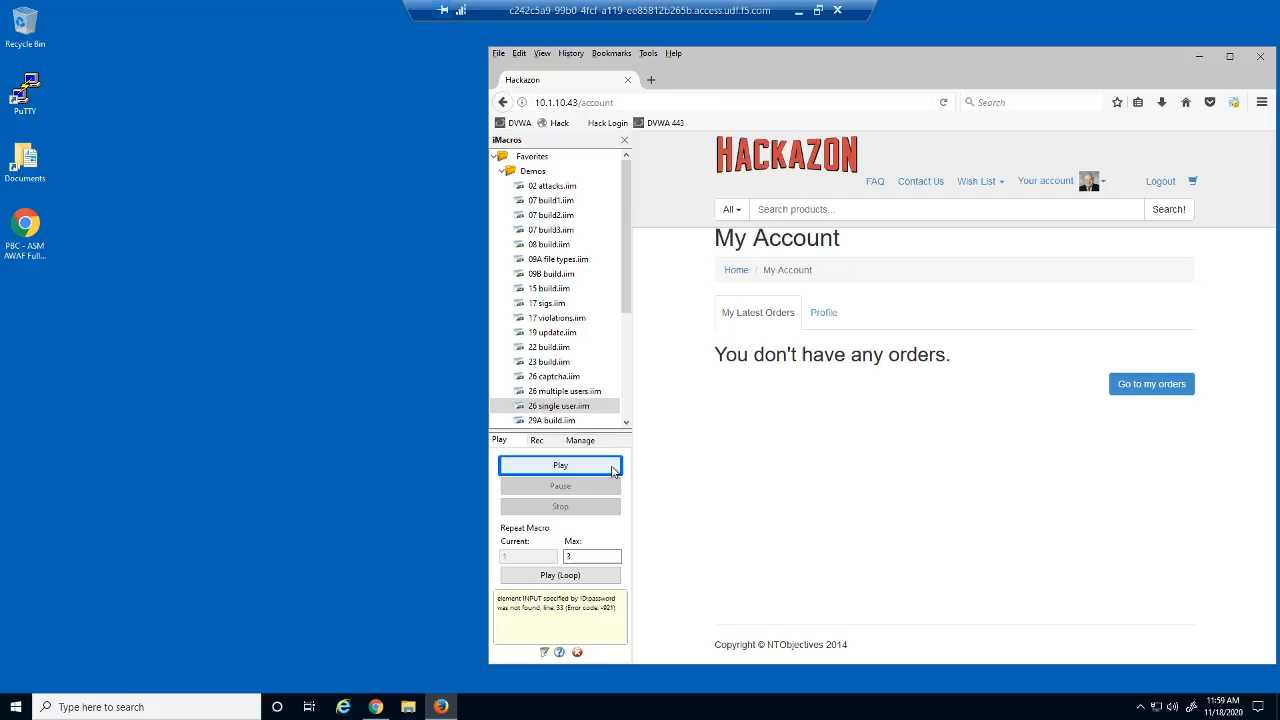 c242c5a9-99b0-4fcf-a119-ee85812b265b.access.udf.f5.com
Recycle Bin
PuTTY
Documents
PBC - ASM
AWAF Full...
File Edit View History Bookmarks Tools Help
Hackazon
10.1.10.43/account
Search
DVWA Hack Hack Login DVWA 443
iMacros
Favorites
Demos
02 attacks.iim
07 build1.iim
07 build2.iim
07 build3.iim
08 build.iim
09A file types.iim
09B build.iim
15 build.iim
17 sigs.iim
17 violations.iim
19 update.iim
22 build.iim
23 build.iim
26 captcha.iim
26 multiple users.iim
26 single user.iim
29A build.iim
Play Rec Manage
Play
Pause
Stop
Repeat Macro
Current: Max:
1 3
Play (Loop)
element INPUT specified by ID:password
was not found, line: 33 (Error code: -921)
HACKAZON
FAQ Contact Us Wish List Your account Logout
All Search products... Search!
My Account
Home / My Account
My Latest Orders Profile
You don't have any orders.
Go to my orders
Copyright © NTObjectives 2014
Type here to search
11:59 AM
11/18/2020